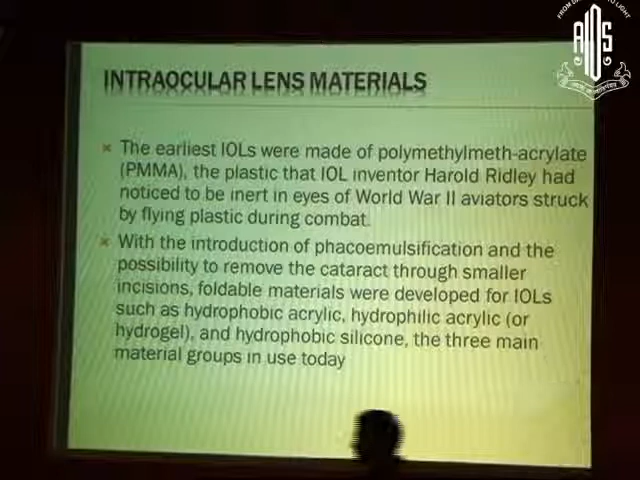 INTRAOCULAR LENS MATERIALS
The earliest IOLs were made of polymethylmeth-acrylate
(PMMA), the plastic that IOL inventor Harold Ridley had
noticed to be inert in eyes of World War II aviators struck
by flying plastic during combat.
With the introduction of phacoemulsification and the
possibility to remove the cataract through smaller
incisions, foldable materials were developed for IOLs
such as hydrophobic acrylic, hydrophilic acrylic (or
hydrogel), and hydrophobic silicone, the three main
material groups in use today
AIOS